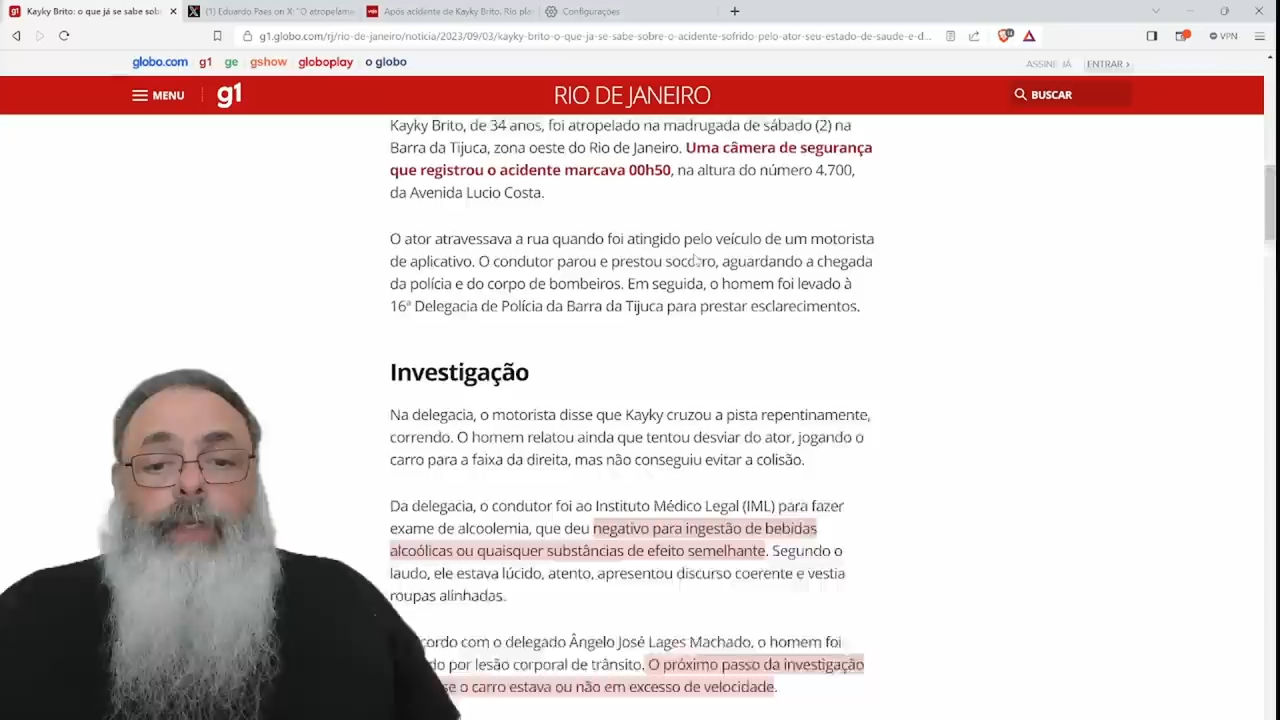 Kayky Brito: o que já se sabe sob
(1) Eduardo Paes on X: "O atropelame
Após acidente de Kayky Brito, Rio pla
Configurações
g1.globo.com/rj/rio-de-janeiro/noticia/2023/09/03/kayky-brito-o-que-ja-se-sabe-sobre-o-acidente-sofrido-pelo-ator-seu-estado-de-saude-e-d...
VPN
globo.com g1 ge gshow globoplay o globo
ASSINE JÁ ENTRAR ›
MENU g1 RIO DE JANEIRO BUSCAR
Kayky Brito, de 34 anos, foi atropelado na madrugada de sábado (2) na
Barra da Tijuca, zona oeste do Rio de Janeiro. Uma câmera de segurança
que registrou o acidente marcava 00h50, na altura do número 4.700,
da Avenida Lucio Costa.
O ator atravessava a rua quando foi atingido pelo veículo de um motorista
de aplicativo. O condutor parou e prestou socorro, aguardando a chegada
da polícia e do corpo de bombeiros. Em seguida, o homem foi levado à
16ª Delegacia de Polícia da Barra da Tijuca para prestar esclarecimentos.
Investigação
Na delegacia, o motorista disse que Kayky cruzou a pista repentinamente,
correndo. O homem relatou ainda que tentou desviar do ator, jogando o
carro para a faixa da direita, mas não conseguiu evitar a colisão.
Da delegacia, o condutor foi ao Instituto Médico Legal (IML) para fazer
exame de alcoolemia, que deu negativo para ingestão de bebidas
alcoólicas ou quaisquer substâncias de efeito semelhante. Segundo o
laudo, ele estava lúcido, atento, apresentou discurso coerente e vestia
roupas alinhadas.
cordo com o delegado Ângelo José Lages Machado, o homem foi
do por lesão corporal de trânsito. O próximo passo da investigação
se o carro estava ou não em excesso de velocidade.